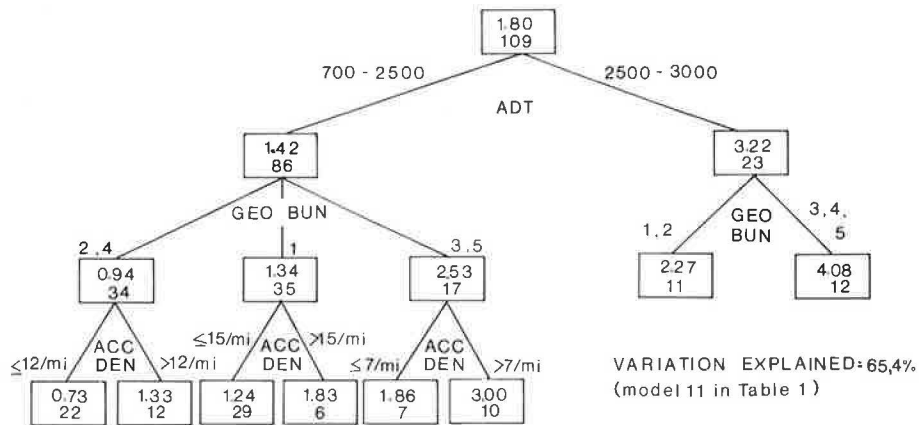 1.80
109
700 - 2500
2500 - 3000
ADT
1.42
86
3.22
23
GEO BUN
GEO
BUN
1,2
3,4,
5
2,4
1
3.5
0.94
34
1.34
35
2.53
17
2.27
11
4.08
12
≤12/mi
ACC
DEN
>12/mi
≤15/mi
ACC
DEN
>15/mi
≤7/mi
ACC
DEN
>7/mi
0.73
22
1.33
12
1.24
29
1.83
6
1.86
7
3.00
10
VARIATION EXPLAINED=65,4%
(model 11 in Table 1)